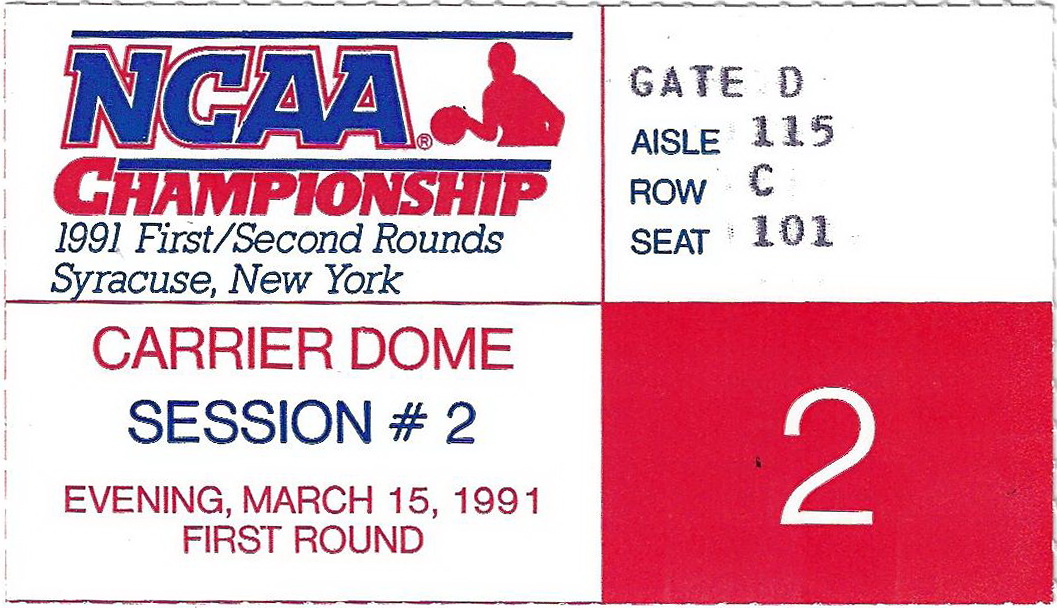 NCAA®
CHAMPIONSHIP
1991 First/Second Rounds
Syracuse, New York
CARRIER DOME
SESSION # 2
EVENING, MARCH 15, 1991
FIRST ROUND
GATE D
AISLE 115
ROW C
SEAT 101
2